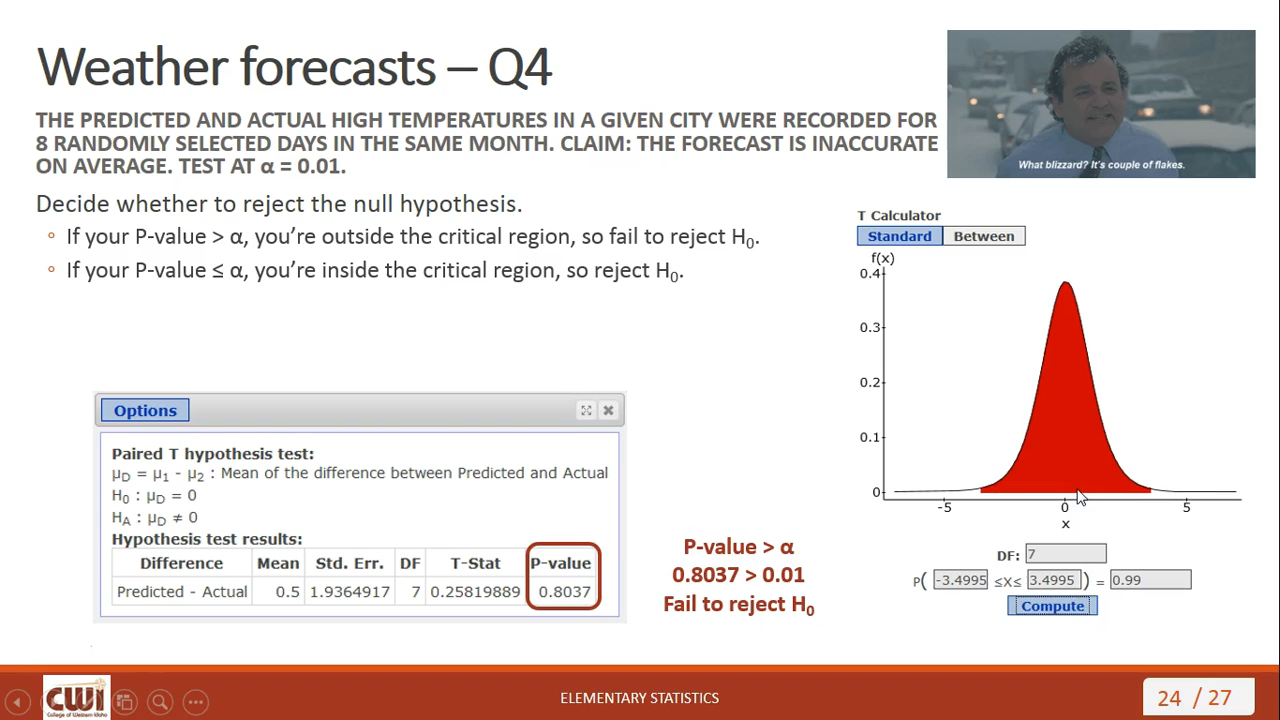 Weather forecasts – Q4
THE PREDICTED AND ACTUAL HIGH TEMPERATURES IN A GIVEN CITY WERE RECORDED FOR
8 RANDOMLY SELECTED DAYS IN THE SAME MONTH. CLAIM: THE FORECAST IS INACCURATE
ON AVERAGE. TEST AT α = 0.01.
What blizzard? It's couple of flakes.
Decide whether to reject the null hypothesis.
◦ If your P-value > α, you're outside the critical region, so fail to reject H₀.
◦ If your P-value ≤ α, you're inside the critical region, so reject H₀.
T Calculator
Standard Between
f(x)
0.4
0.3
0.2
0.1
0
-5 0 5
x
DF: 7
P( -3.4995 ≤X≤ 3.4995 ) = 0.99
Compute
Options
Paired T hypothesis test:
μD = μ₁ - μ₂ : Mean of the difference between Predicted and Actual
H₀ : μD = 0
HA : μD ≠ 0
Hypothesis test results:
Difference Mean Std. Err. DF T-Stat P-value
Predicted - Actual 0.5 1.9364917 7 0.25819889 0.8037
P-value > α
0.8037 > 0.01
Fail to reject H₀
CWI
College of Western Idaho
ELEMENTARY STATISTICS
24 / 27